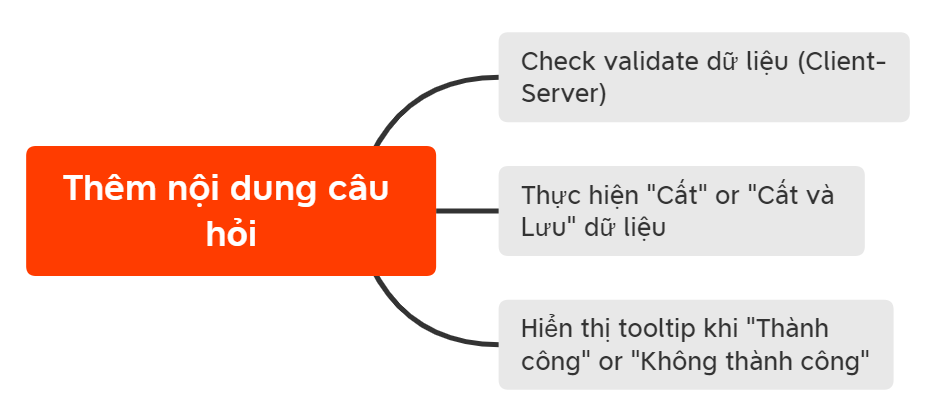 Thêm nội dung câu
hỏi
Check validate dữ liệu (Client-
Server)
Thực hiện "Cất" or "Cất và
Lưu" dữ liệu
Hiển thị tooltip khi "Thành
công" or "Không thành công"